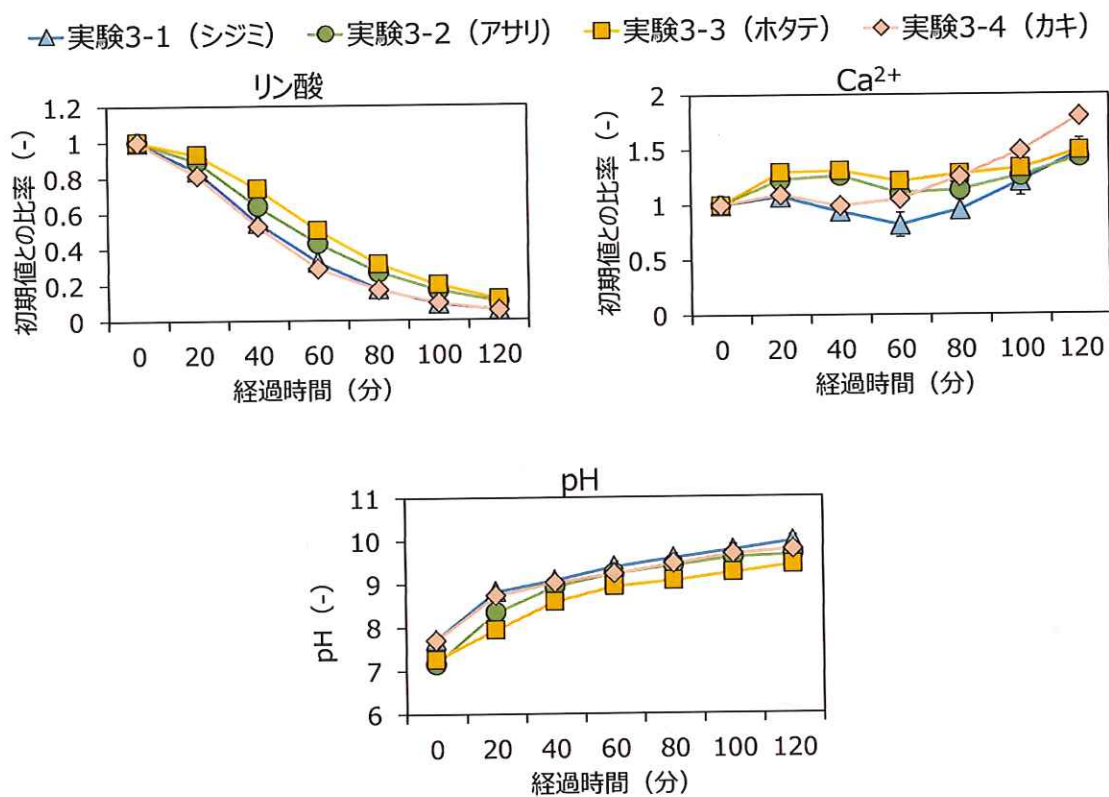 実験3-1（シジミ） 実験3-2（アサリ） 実験3-3（ホタテ） 実験3-4（カキ）
リン酸
初期値との比率（-）
1.2
1
0.8
0.6
0.4
0.2
0
0 20 40 60 80 100 120
経過時間（分）
Ca²⁺
初期値との比率（-）
2
1.5
1
0.5
0
0 20 40 60 80 100 120
経過時間（分）
pH
pH（-）
11
10
9
8
7
6
0 20 40 60 80 100 120
経過時間（分）